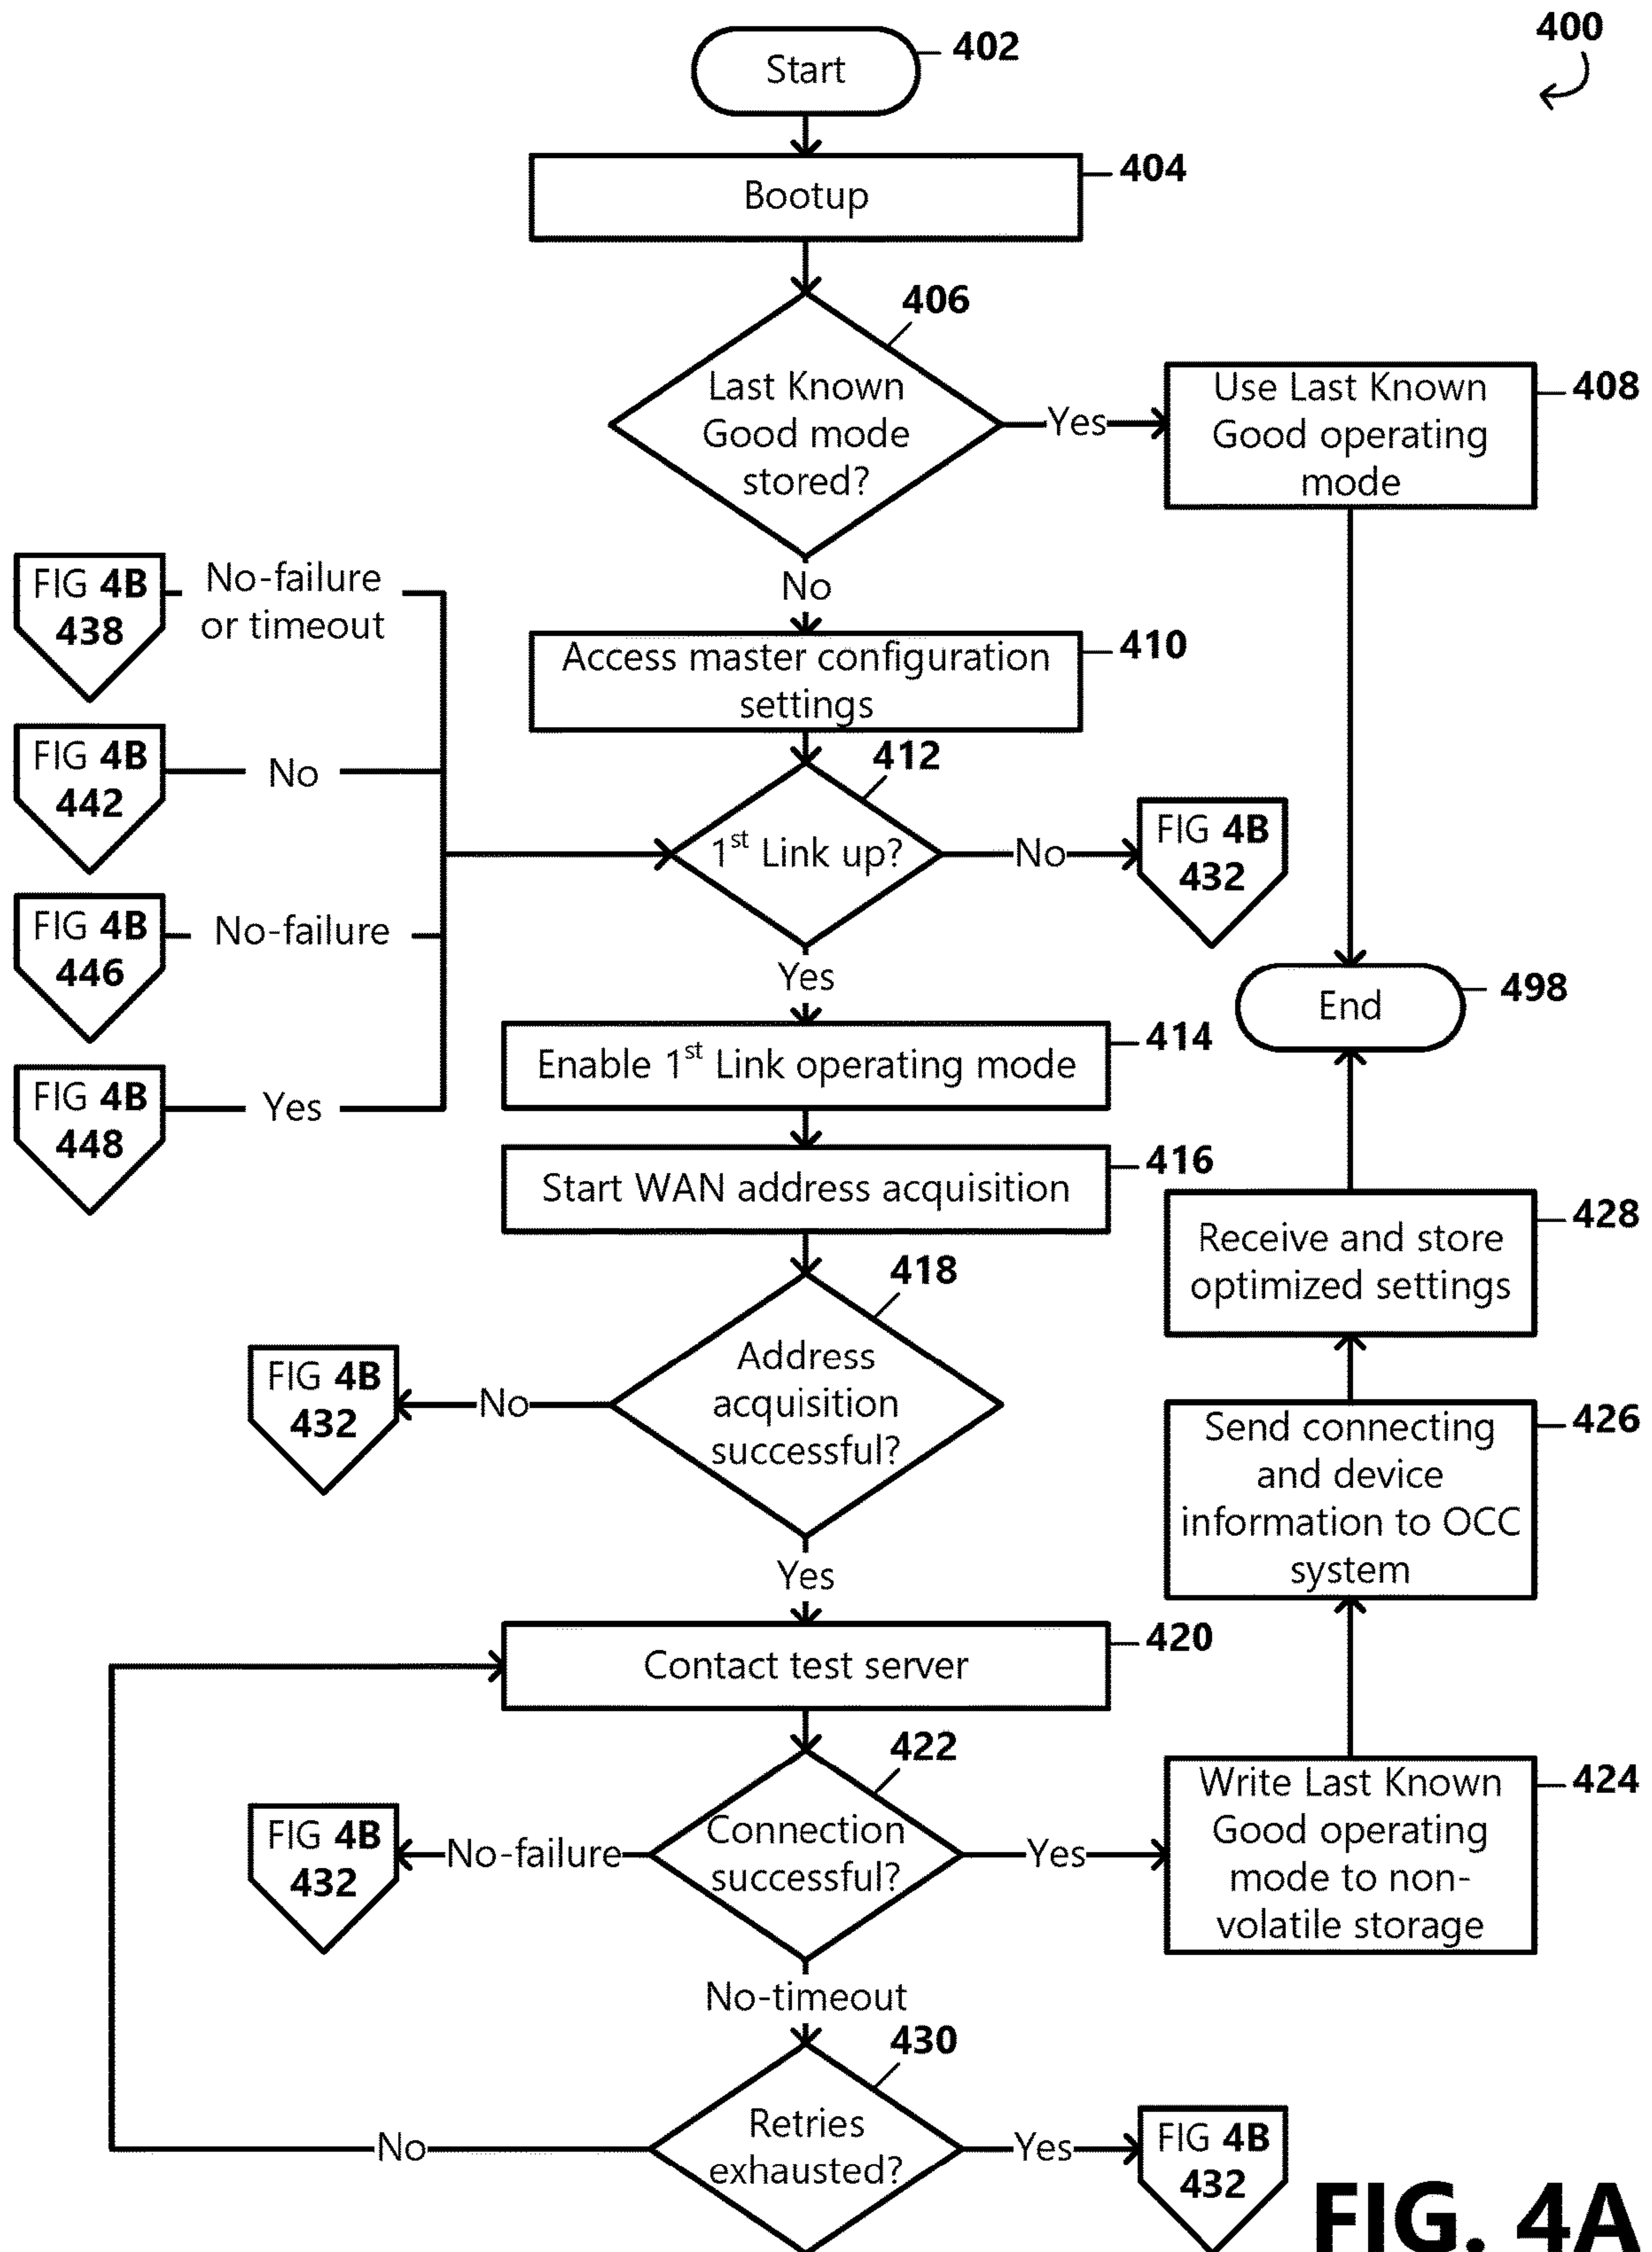 400
Start
402
Bootup
404
406
Last Known
Good mode
stored?
Yes
Use Last Known
Good operating
mode
408
No
FIG 4B
438
No-failure
or timeout
Access master configuration
settings
410
FIG 4B
442
No
412
1st Link up?
No
FIG 4B
432
FIG 4B
446
No-failure
Yes
End
498
Enable 1st Link operating mode
414
FIG 4B
448
Yes
Start WAN address acquisition
416
Receive and store
optimized settings
428
418
Address
acquisition
successful?
No
FIG 4B
432
Send connecting
and device
information to OCC
system
426
Yes
Contact test server
420
422
Connection
successful?
No-failure
FIG 4B
432
Yes
Write Last Known
Good operating
mode to non-
volatile storage
424
No-timeout
430
Retries
exhausted?
No
Yes
FIG 4B
432
FIG. 4A